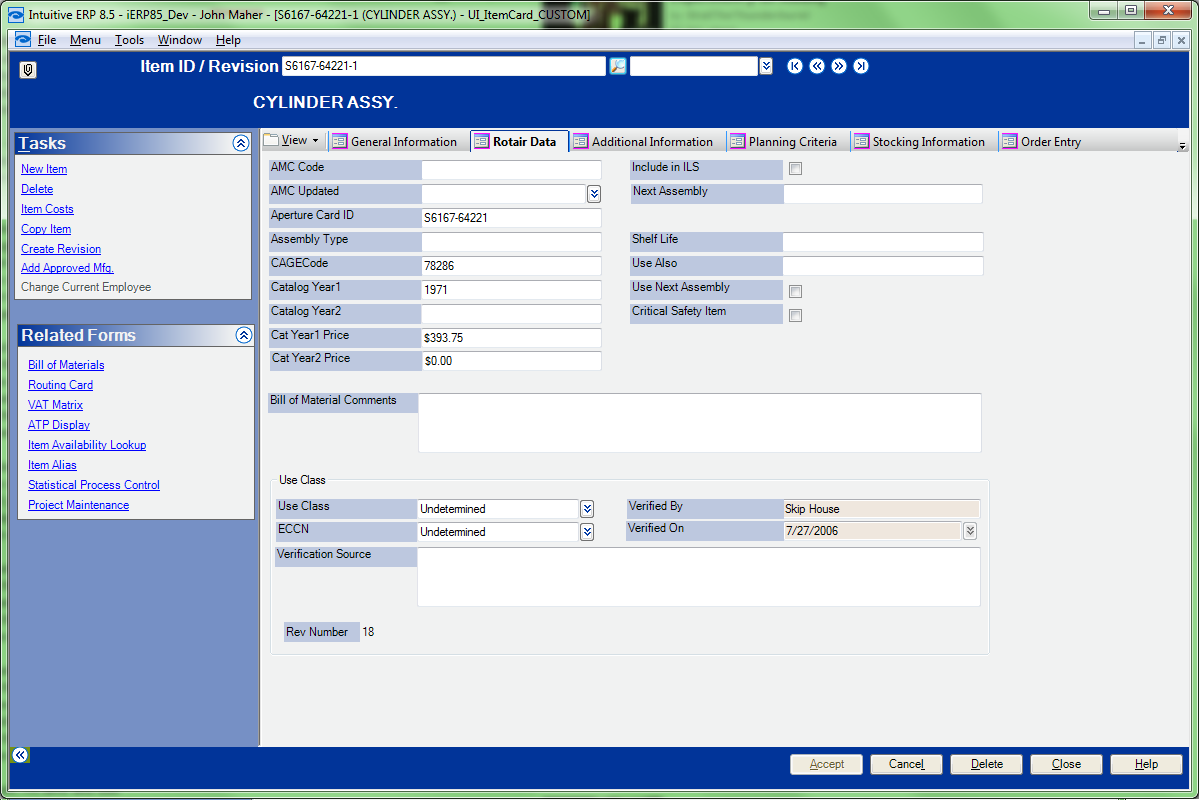 Intuitive ERP 8.5 - iERP85_Dev - John Maher - [S6167-64221-1 (CYLINDER ASSY.) - UI_ItemCard_CUSTOM]
File Menu Tools Window Help
Item ID / Revision S6167-64221-1
CYLINDER ASSY.
Tasks
New Item
Delete
Item Costs
Copy Item
Create Revision
Add Approved Mfg.
Change Current Employee
Related Forms
Bill of Materials
Routing Card
VAT Matrix
ATP Display
Item Availability Lookup
Item Alias
Statistical Process Control
Project Maintenance
View General Information Rotair Data Additional Information Planning Criteria Stocking Information Order Entry
AMC Code Include in ILS
AMC Updated Next Assembly
Aperture Card ID S6167-64221
Assembly Type Shelf Life
CAGECode 78286 Use Also
Catalog Year1 1971 Use Next Assembly
Catalog Year2 Critical Safety Item
Cat Year1 Price $393.75
Cat Year2 Price $0.00
Bill of Material Comments
Use Class
Use Class Undetermined Verified By Skip House
ECCN Undetermined Verified On 7/27/2006
Verification Source
Rev Number 18
Accept Cancel Delete Close Help